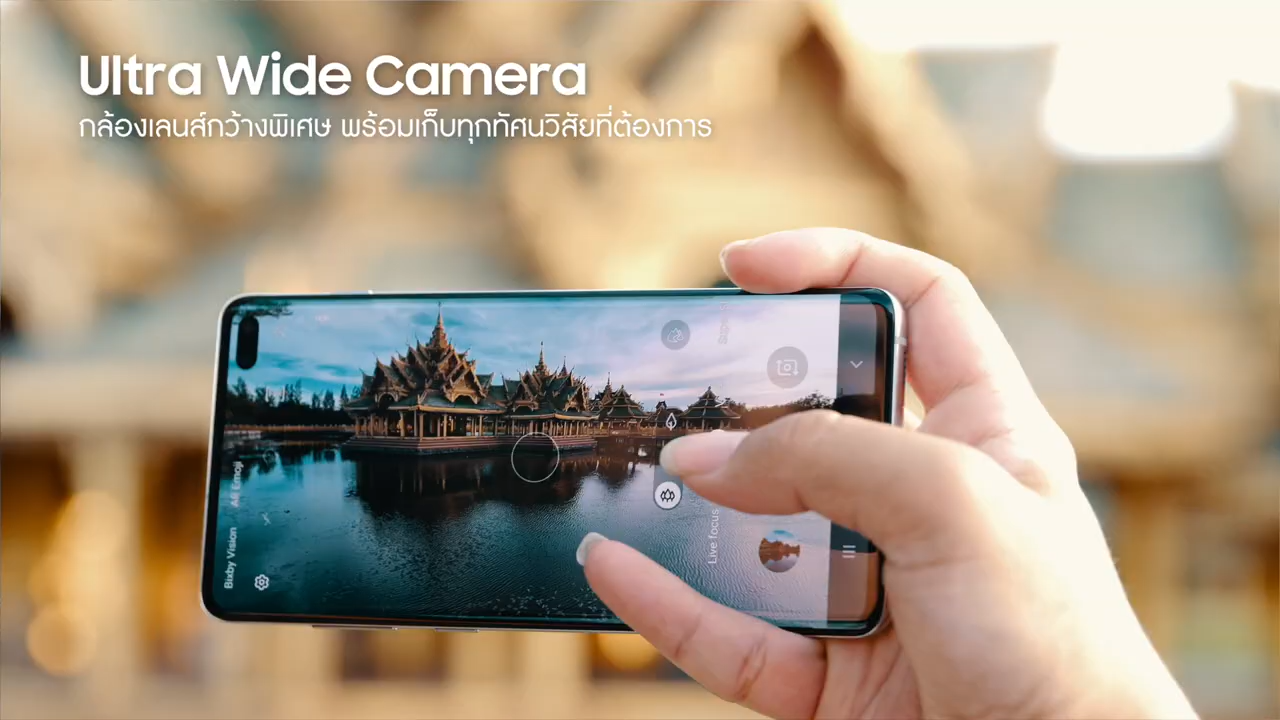 Ultra Wide Camera
กล้องเลนส์กว้างพิเศษ พร้อมเก็บทุกทัศนวิสัยที่ต้องการ
Bixby Vision
AR Emoji
Live focus